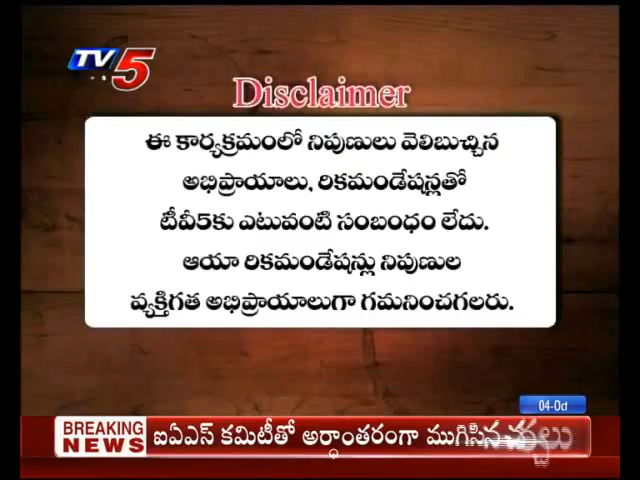 TV5
Disclaimer
ఈ కార్యక్రమంలో నిపుణులు వెలిబుచ్చిన
అభిప్రాయాలు, రికమండేషన్లతో
టీవీ5కు ఎటువంటి సంబంధం లేదు.
ఆయా రికమండేషన్లు నిపుణుల
వ్యక్తిగత అభిప్రాయాలుగా గమనించగలరు.
04-Oct
BREAKING NEWS
ఐఏఎస్ కమిటీతో అర్ధాంతరంగా ముగిసిన